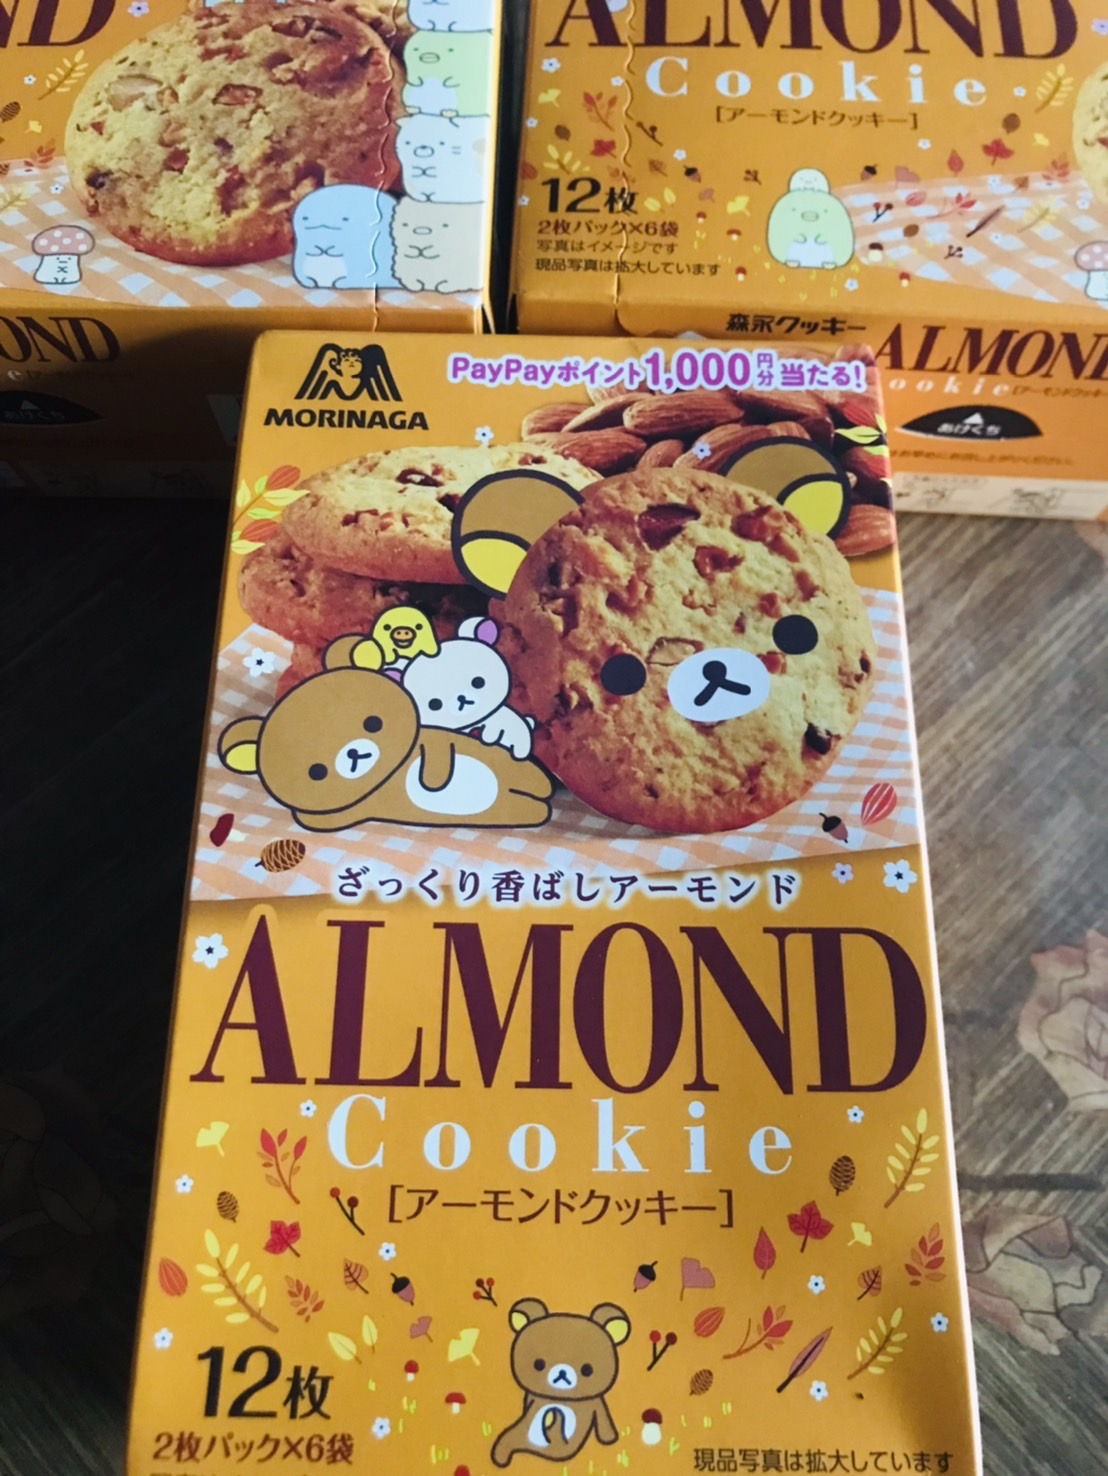 ALMOND
Cookie
[アーモンドクッキー]
12枚
2枚パック×6袋
写真はイメージです
現品写真は拡大しています
OND
森永クッキー
ALMOND
ookie
あけくち
MORINAGA
PayPayポイント1,000円分当たる!
ざっくり香ばしアーモンド
ALMOND
Cookie
[アーモンドクッキー]
12枚
2枚パック×6袋
現品写真は拡大しています